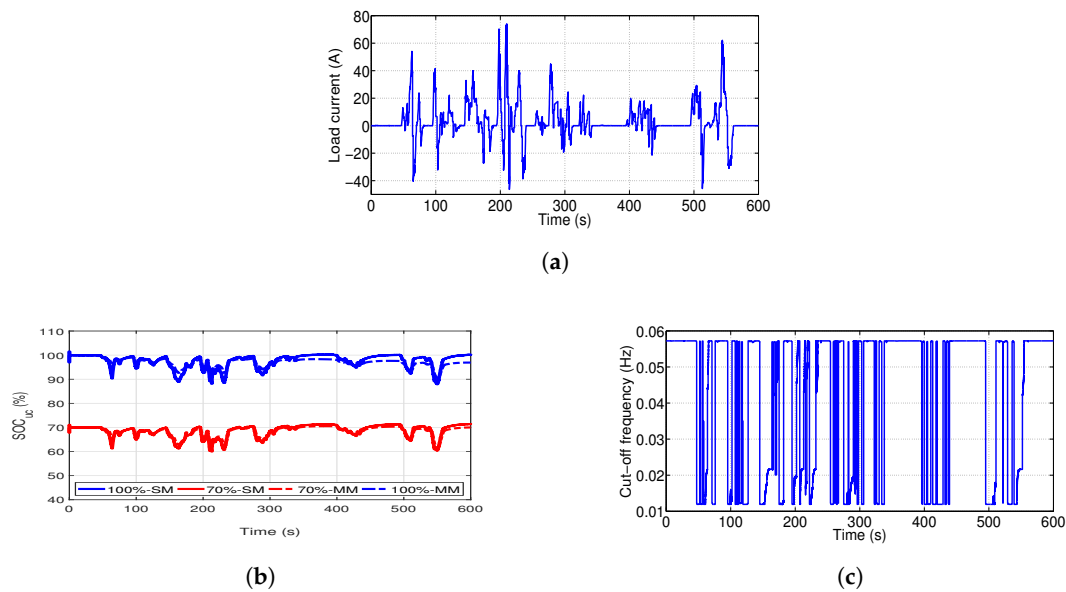 80
60
40
20
0
−20
−40
Load current (A)
0 100 200 300 400 500 600
Time (s)
(a)
110
100
90
80
70
60
50
40
SOC_uc (%)
100%-SM 70%-SM 70%-MM 100%-MM
0 100 200 300 400 500 600
Time (s)
(b)
0.06
0.05
0.04
0.03
0.02
0.01
Cut−off frequency (Hz)
0 100 200 300 400 500 600
Time (s)
(c)